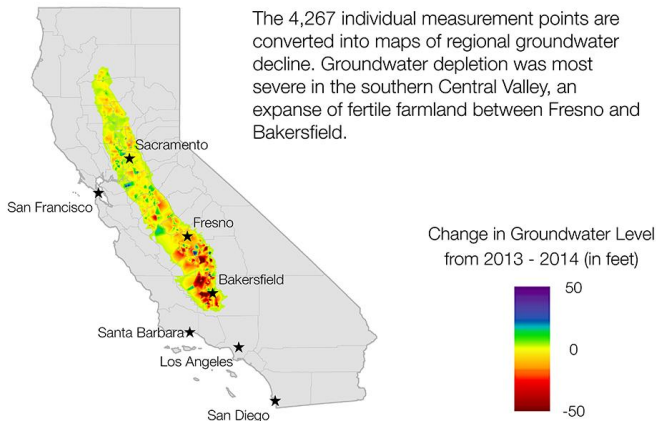 The 4,267 individual measurement points are
converted into maps of regional groundwater
decline. Groundwater depletion was most
severe in the southern Central Valley, an
expanse of fertile farmland between Fresno and
Bakersfield.
Sacramento
San Francisco
Fresno
Bakersfield
Santa Barbara
Los Angeles
San Diego
Change in Groundwater Level
from 2013 - 2014 (in feet)
50
0
-50